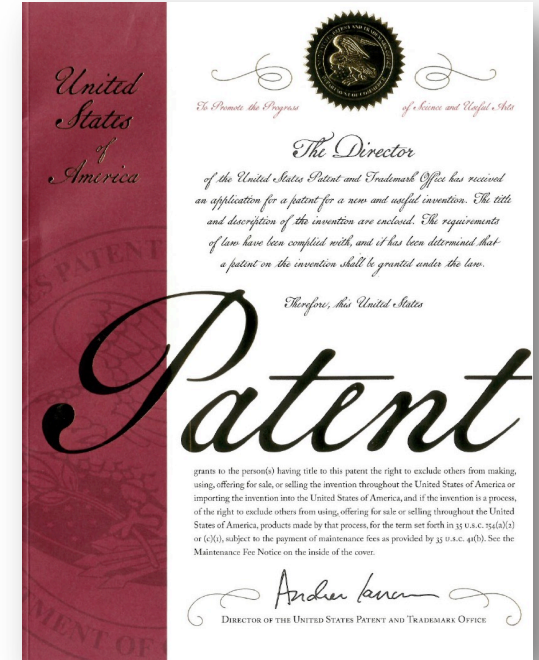 United
States
of
America
To Promote the Progress
of Science and Useful Arts
The Director
of the United States Patent and Trademark Office has received
an application for a patent for a new and useful invention. The title
and description of the invention are enclosed. The requirements
of law have been complied with, and it has been determined that
a patent on the invention shall be granted under the law.
Therefore, this United States
Patent
grants to the person(s) having title to this patent the right to exclude others from making,
using, offering for sale, or selling the invention throughout the United States of America or
importing the invention into the United States of America, and if the invention is a process,
of the right to exclude others from using, offering for sale or selling throughout the United
States of America, products made by that process, for the term set forth in 35 U.S.C. 154(a)(2)
or (c)(1), subject to the payment of maintenance fees as provided by 35 U.S.C. 41(b). See the
Maintenance Fee Notice on the inside of the cover.
DIRECTOR OF THE UNITED STATES PATENT AND TRADEMARK OFFICE